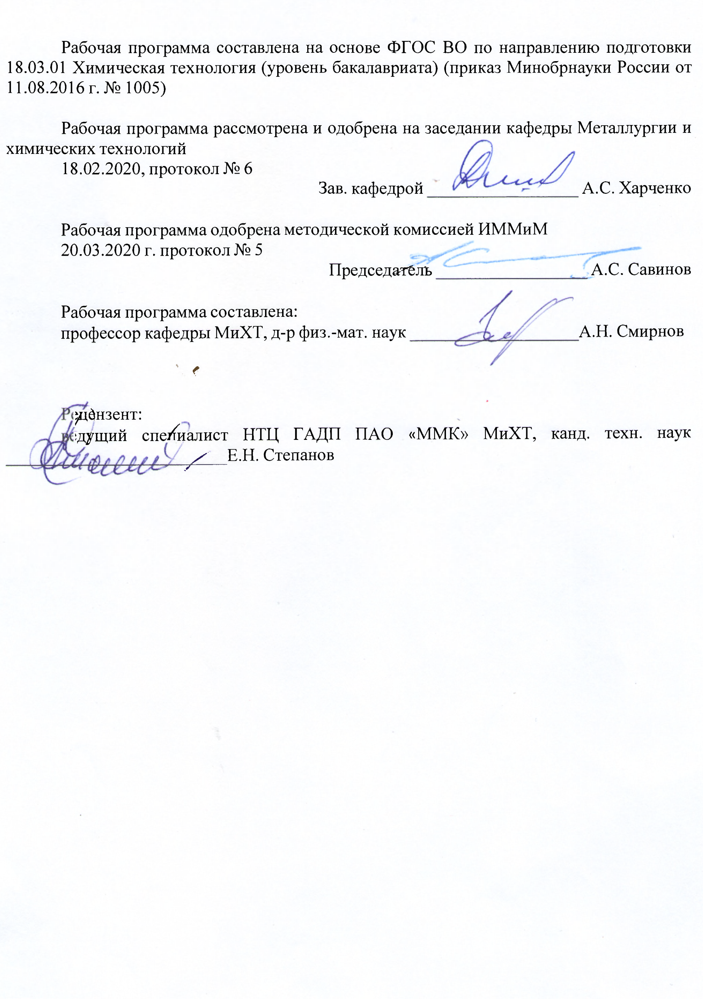 Рабочая программа составлена на основе ФГОС ВО по направлению подготовки
18.03.01 Химическая технология (уровень бакалавриата) (приказ Минобрнауки России от
11.08.2016 г. № 1005)
Рабочая программа рассмотрена и одобрена на заседании кафедры Металлургии и
химических технологий
18.02.2020, протокол № 6
Зав. кафедрой ________________ А.С. Харченко
Рабочая программа одобрена методической комиссией ИММиМ
20.03.2020 г. протокол № 5
Председатель ________________ А.С. Савинов
Рабочая программа составлена:
профессор кафедры МиХТ, д-р физ.-мат. наук __________________А.Н. Смирнов
Рецензент:
ведущий специалист НТЦ ГАДП ПАО «ММК» МиХТ, канд. техн. наук
________________________Е.Н. Степанов